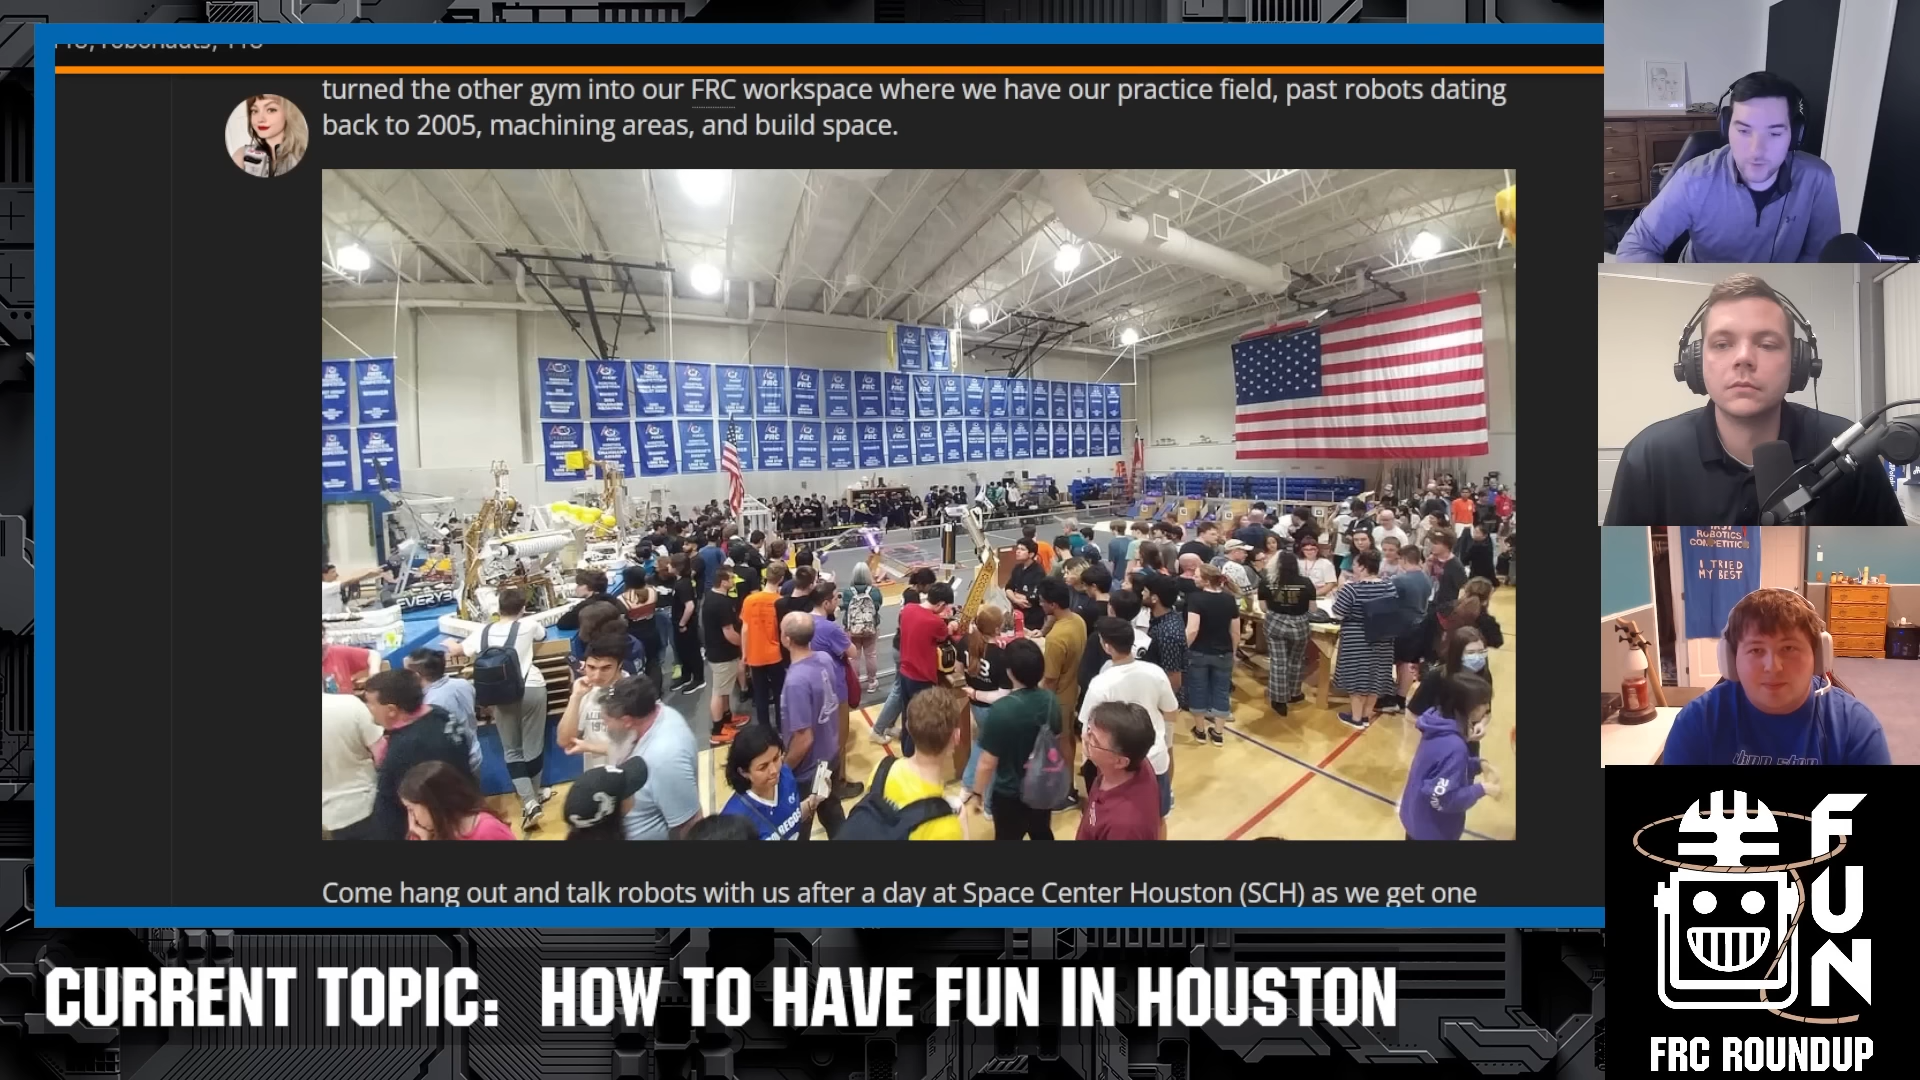 turned the other gym into our FRC workspace where we have our practice field, past robots dating
back to 2005, machining areas, and build space.
EVERYB
ROBOTICS
COMPETITION
I TRIED
MY BEST
Come hang out and talk robots with us after a day at Space Center Houston (SCH) as we get one
CURRENT TOPIC: HOW TO HAVE FUN IN HOUSTON
FUN
FRC ROUNDUP